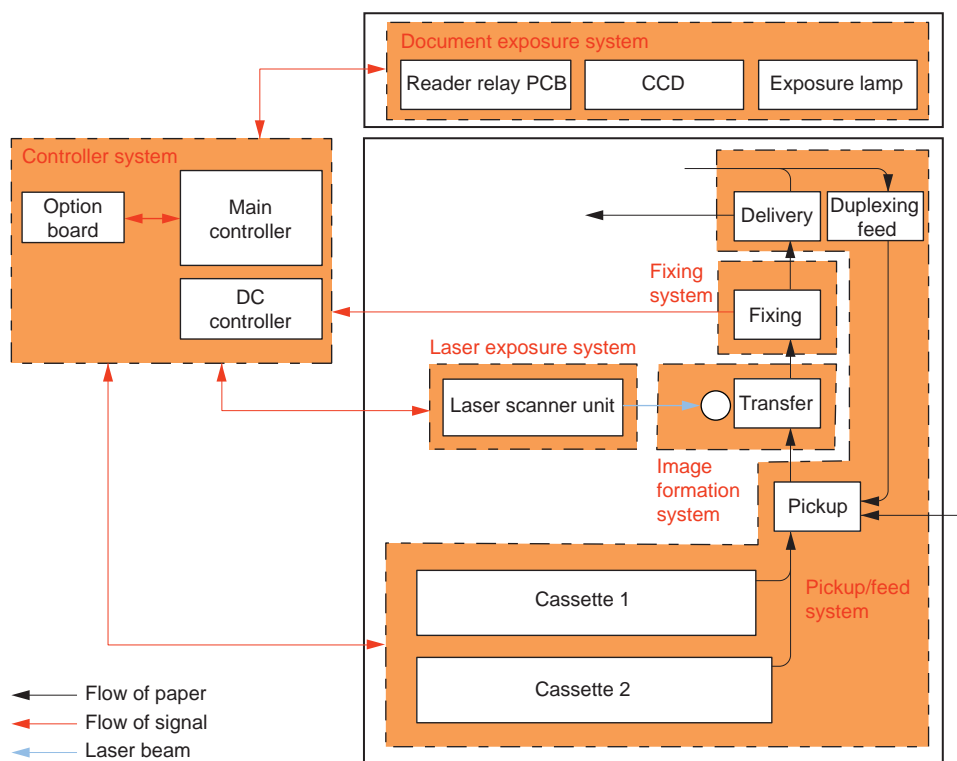 Document exposure system
Reader relay PCB
CCD
Exposure lamp
Controller system
Option
board
Main
controller
DC
controller
Delivery
Duplexing
feed
Fixing
system
Fixing
Laser exposure system
Laser scanner unit
Transfer
Image
formation
system
Pickup
Cassette 1
Pickup/feed
system
Cassette 2
Flow of paper
Flow of signal
Laser beam